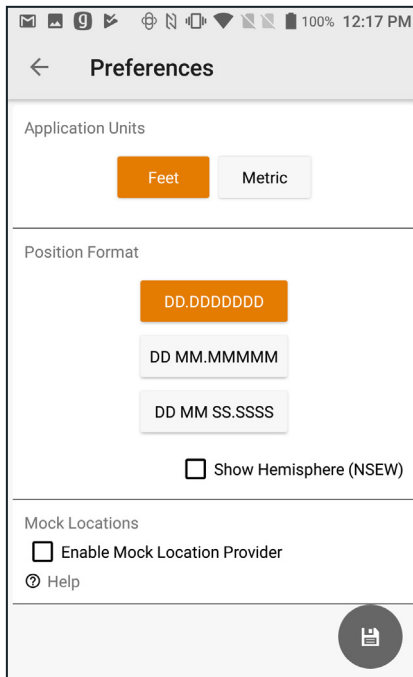 100% 12:17 PM
Preferences
Application Units
Feet Metric
Position Format
DD.DDDDDDD
DD MM.MMMMM
DD MM SS.SSSS
Show Hemisphere (NSEW)
Mock Locations
Enable Mock Location Provider
Help